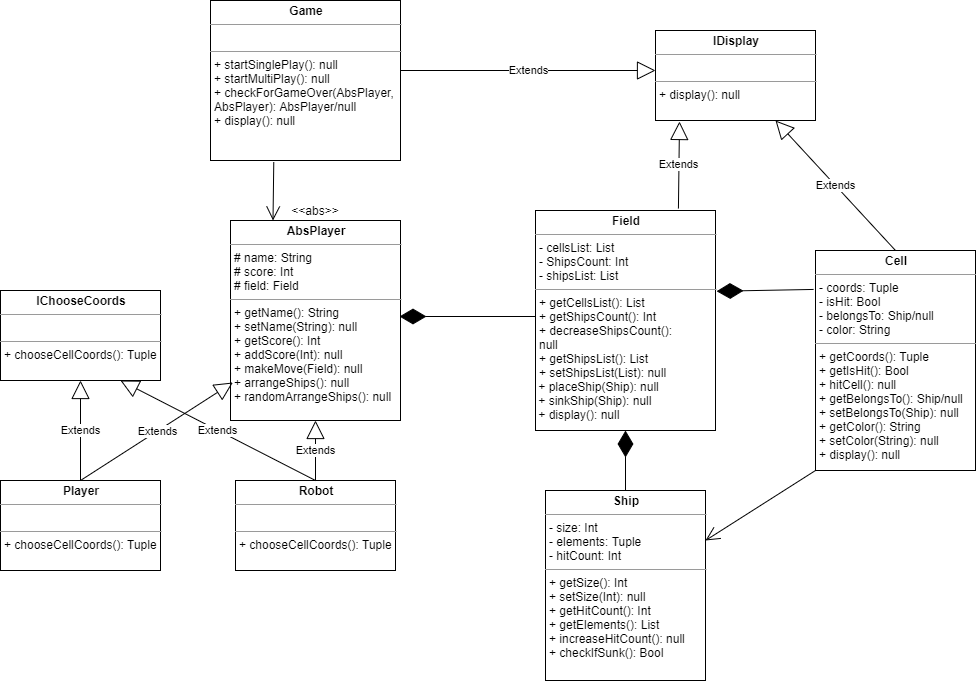 Game
+ startSinglePlay(): null
+ startMultiPlay(): null
+ checkForGameOver(AbsPlayer,
AbsPlayer): AbsPlayer/null
+ display(): null
Extends
IDisplay
+ display(): null
Extends
Extends
<<abs>>
AbsPlayer
# name: String
# score: Int
# field: Field
+ getName(): String
+ setName(String): null
+ getScore(): Int
+ addScore(Int): null
+ makeMove(Field): null
+ arrangeShips(): null
+ randomArrangeShips(): null
Field
- cellsList: List
- ShipsCount: Int
- shipsList: List
+ getCellsList(): List
+ getShipsCount(): Int
+ decreaseShipsCount():
null
+ getShipsList(): List
+ setShipsList(List): null
+ placeShip(Ship): null
+ sinkShip(Ship): null
+ display(): null
Cell
- coords: Tuple
- isHit: Bool
- belongsTo: Ship/null
- color: String
+ getCoords(): Tuple
+ getIsHit(): Bool
+ hitCell(): null
+ getBelongsTo(): Ship/null
+ setBelongsTo(Ship): null
+ getColor(): String
+ setColor(String): null
+ display(): null
IChooseCoords
+ chooseCellCoords(): Tuple
Extends
Extends
Extends
Extends
Player
+ chooseCellCoords(): Tuple
Robot
+ chooseCellCoords(): Tuple
Ship
- size: Int
- elements: Tuple
- hitCount: Int
+ getSize(): Int
+ setSize(Int): null
+ getHitCount(): Int
+ getElements(): List
+ increaseHitCount(): null
+ checkIfSunk(): Bool